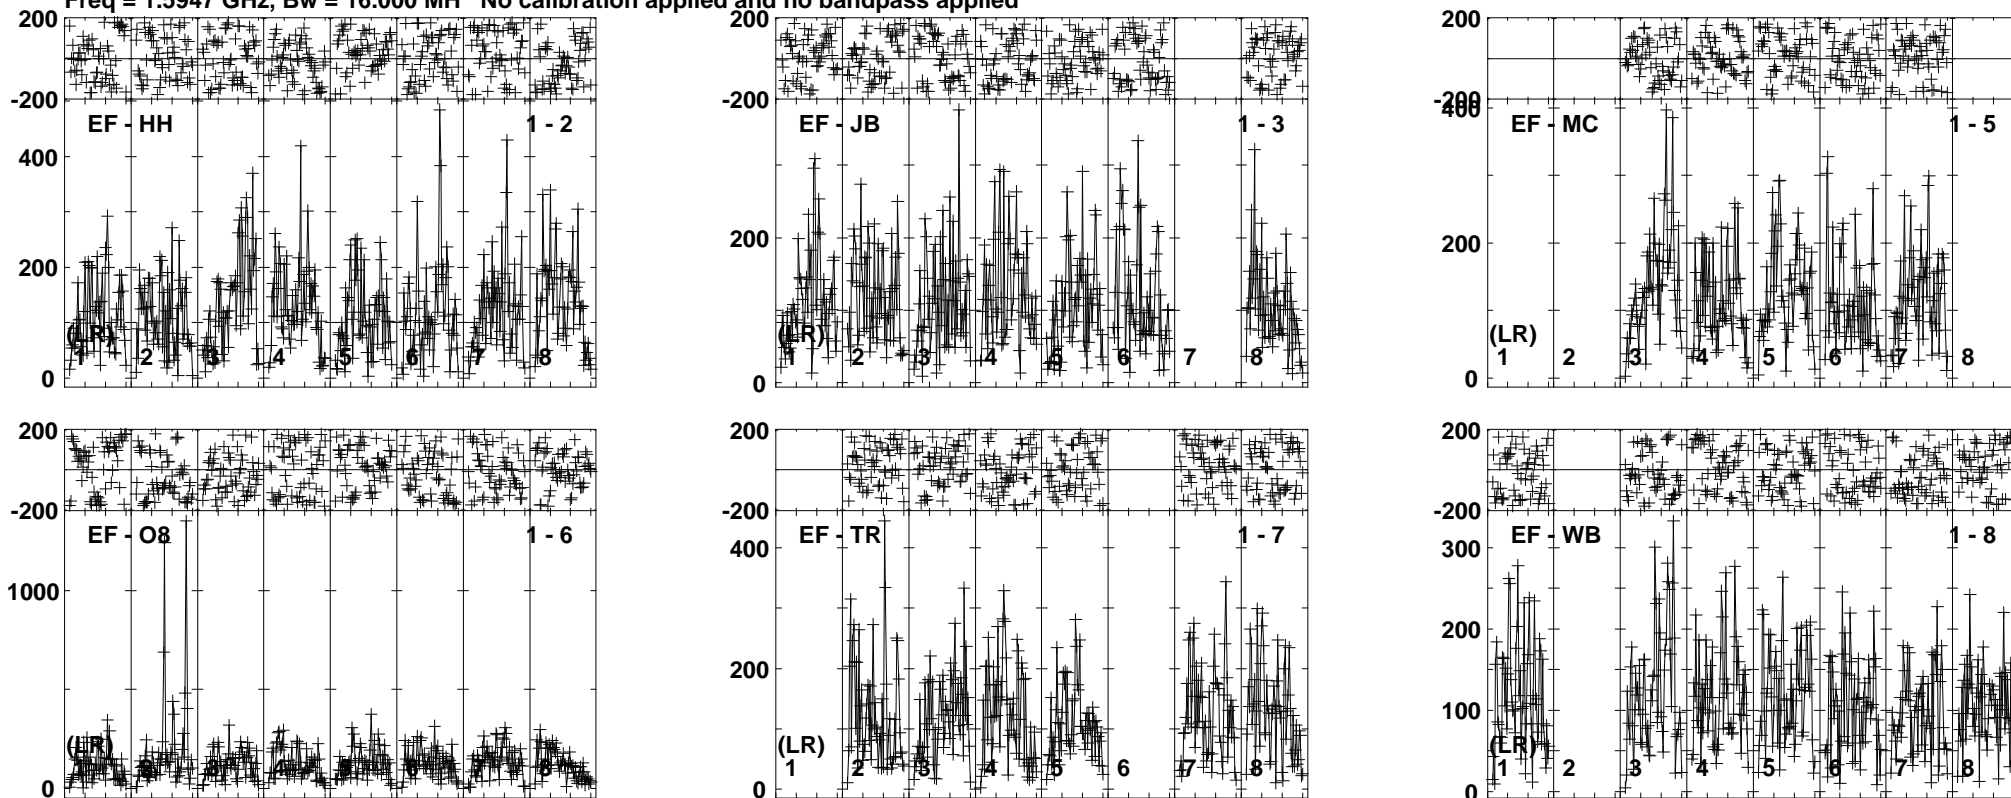 Freq = 1.5947 GHz, Bw = 16.000 MH No calibration applied and no bandpass applied
200
-200
EF - HH 1 - 2
400
200
(LR)
1 2 3 4 5 6 7 8
0
-200
EF - JB 1 - 3
200
(LR)
1 2 3 4 5 6 7 8
0
200
-200
400
EF - MC 1 - 5
200
(LR)
1 2 3 4 5 6 7 8
0
200
-200
EF - O8 1 - 6
1000
(LR)
1 2 3 4 5 6 7 8
0
200
-200
EF - TR 1 - 7
400
200
(LR)
1 2 3 4 5 6 7 8
0
200
-200
EF - WB 1 - 8
300
200
100
(LR)
1 2 3 4 5 6 7 8
0